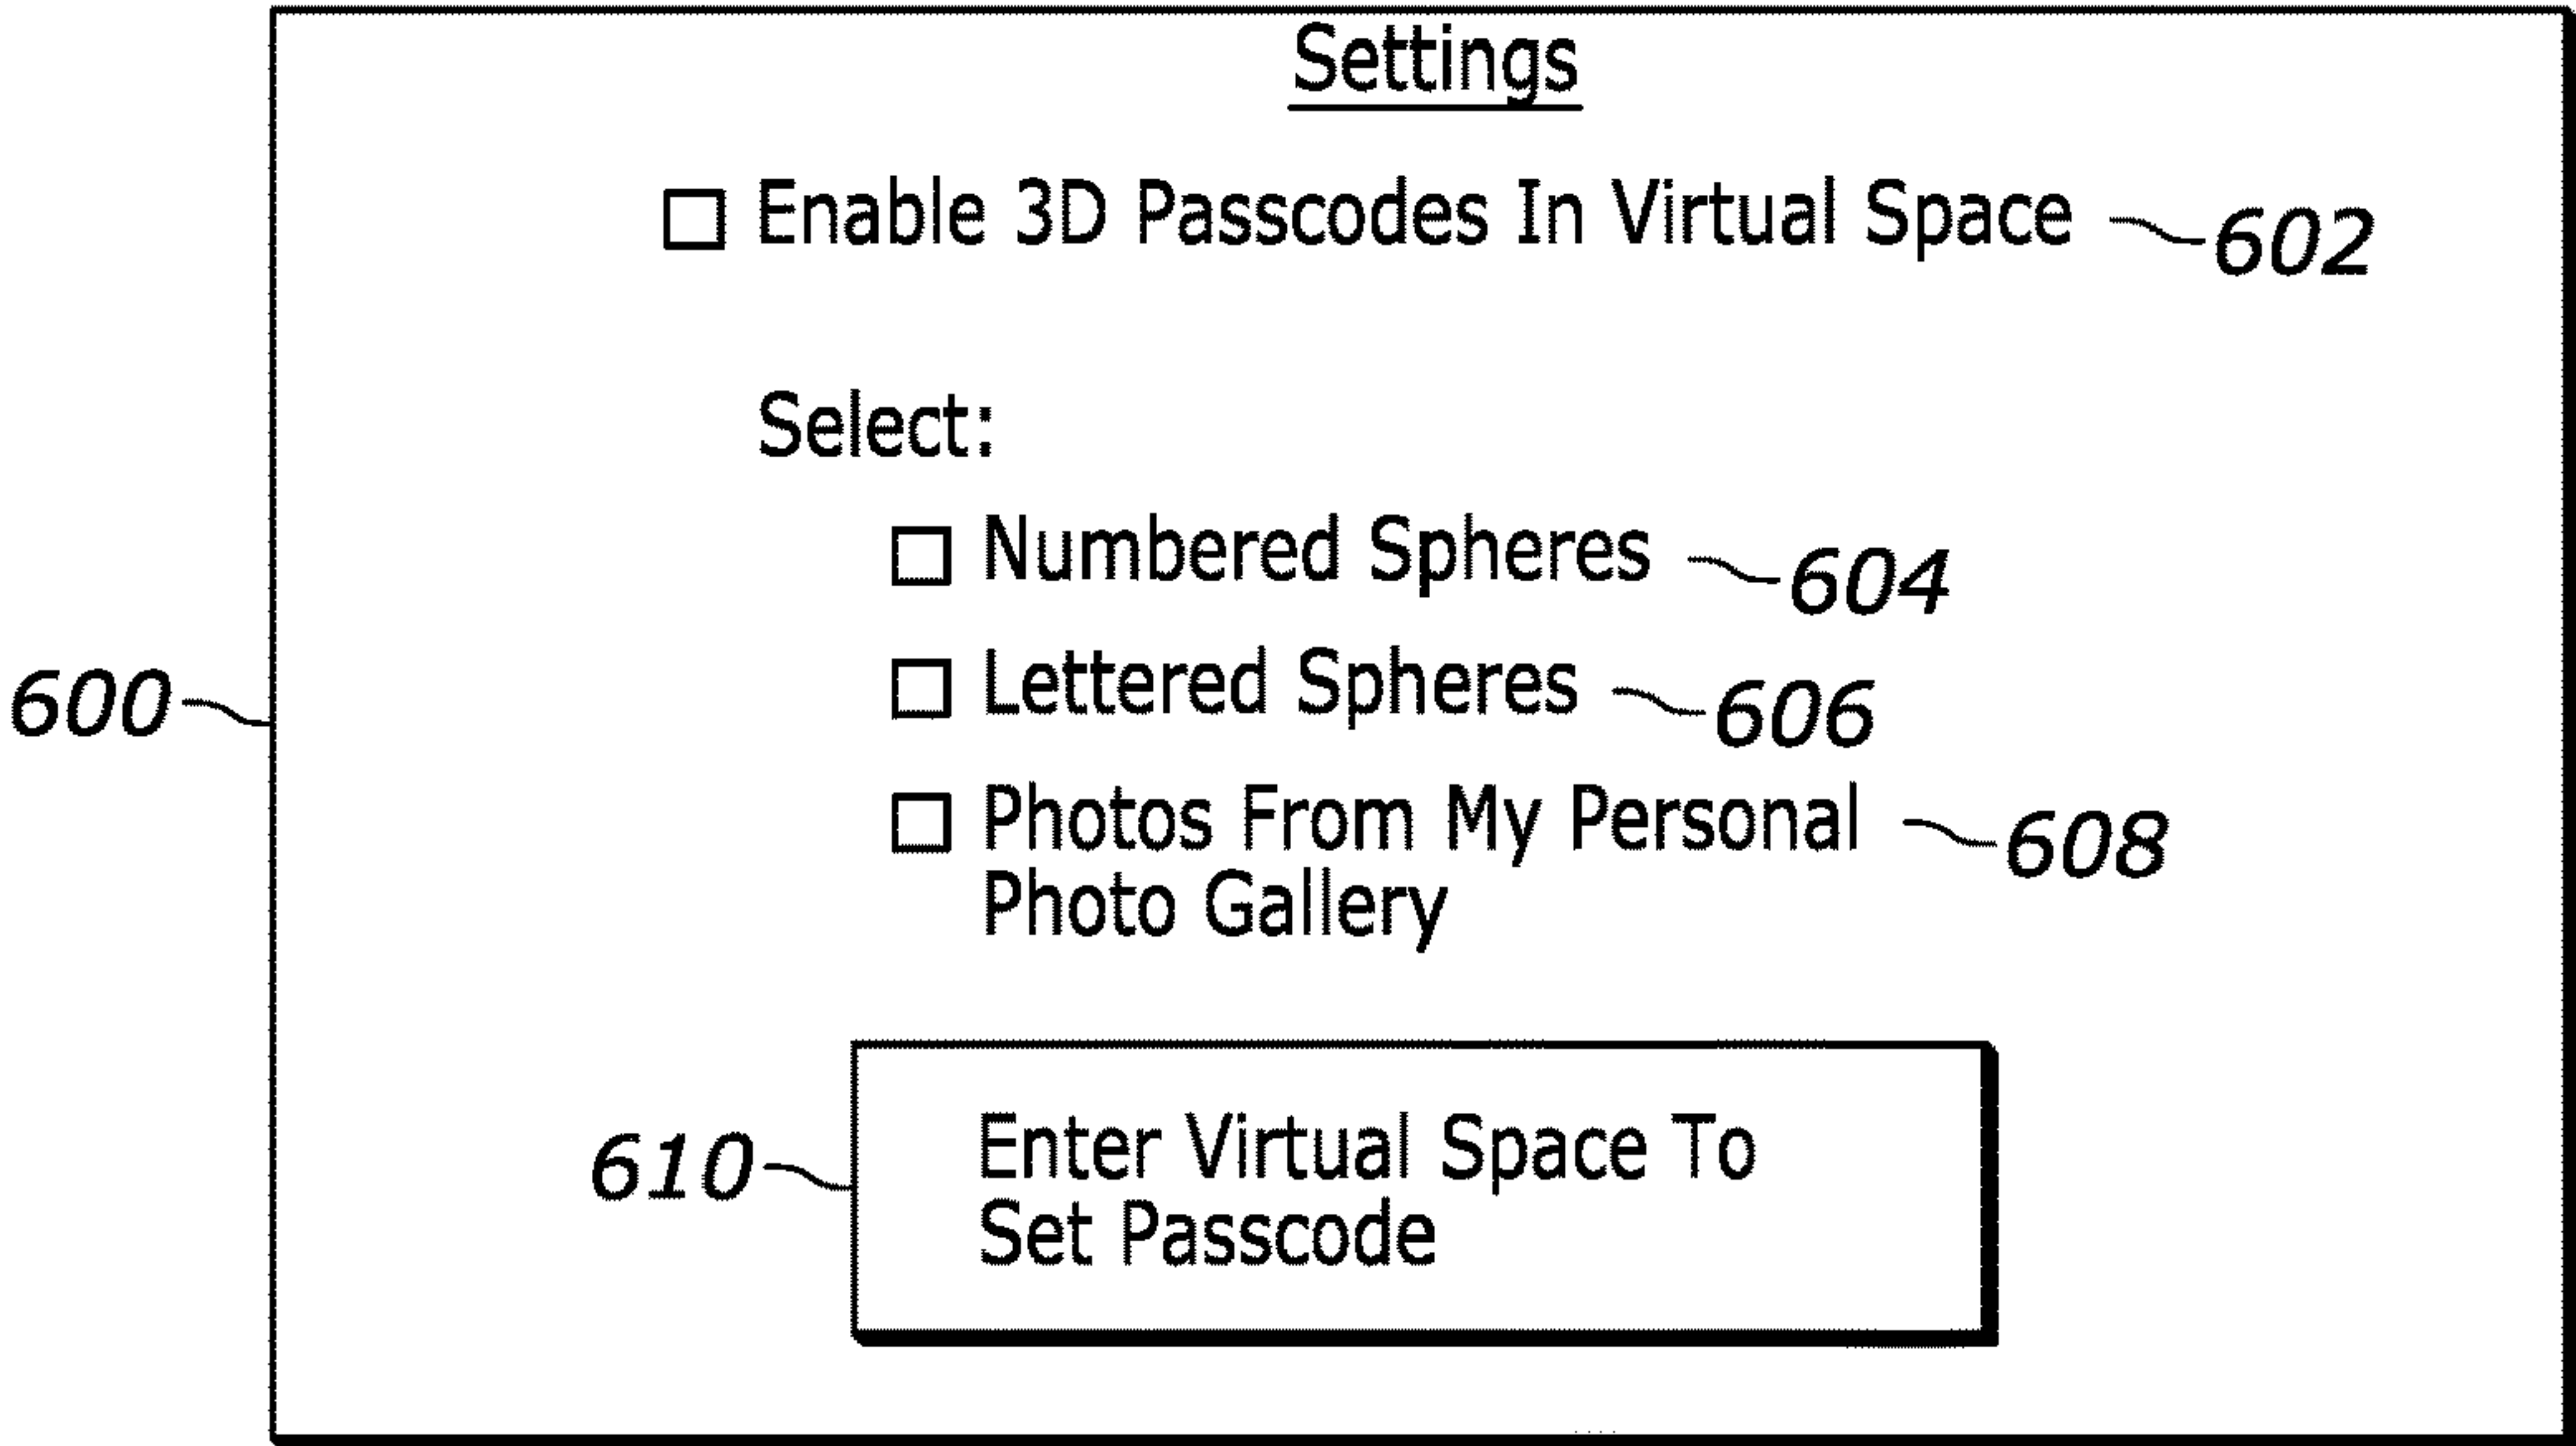 Settings
Enable 3D Passcodes In Virtual Space 602
Select:
Numbered Spheres 604
600
Lettered Spheres 606
Photos From My Personal 608
Photo Gallery
610
Enter Virtual Space To
Set Passcode